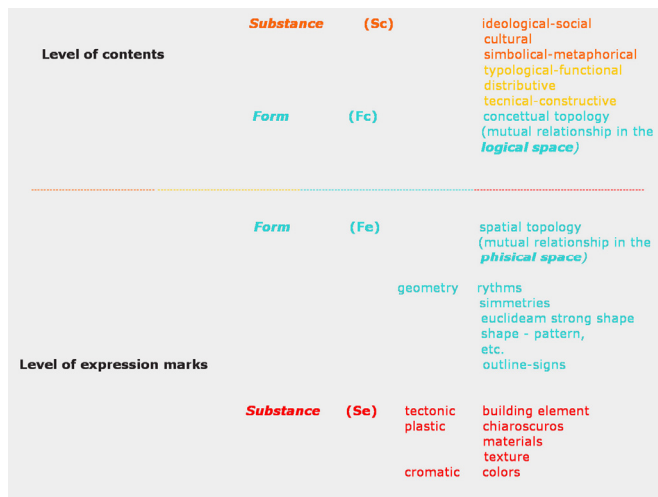 Substance (Sc) ideological-social
cultural
Level of contents simbolical-metaphorical
typological-functional
distributive
tecnical-constructive
Form (Fc) concettual topology
(mutual relationship in the
logical space)
Form (Fe) spatial topology
(mutual relationship in the
phisical space)
geometry rythms
simmetries
euclideam strong shape
shape - pattern,
etc.
Level of expression marks outline-signs
Substance (Se) tectonic building element
plastic chiaroscuros
materials
texture
cromatic colors